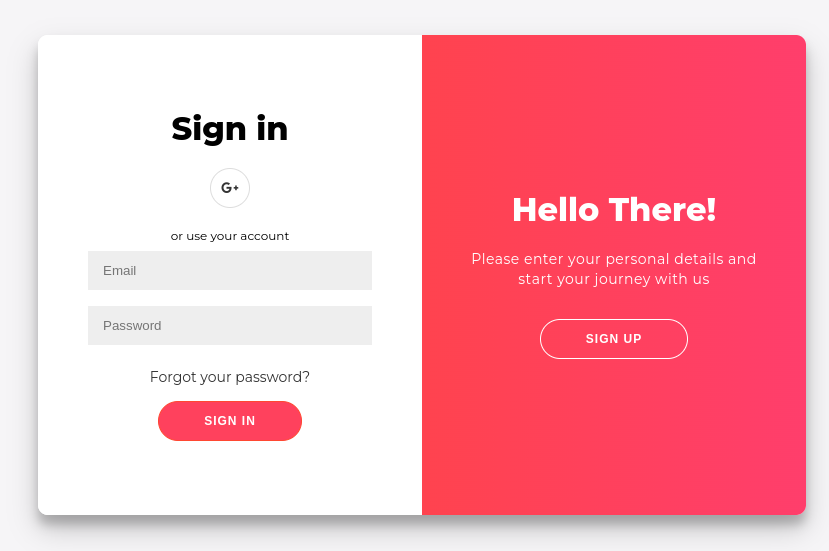 Sign in
G+
or use your account
Email
Password
Forgot your password?
SIGN IN
Hello There!
Please enter your personal details and
start your journey with us
SIGN UP